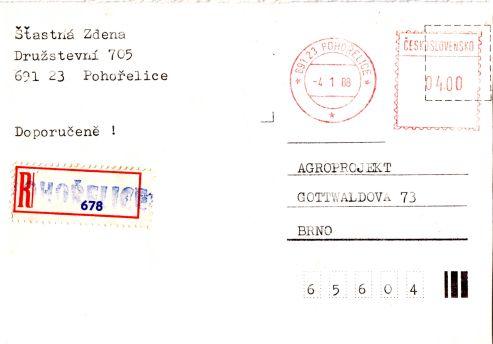 Šťastná Zdena
Družstevní 705
691 23 Pohořelice
* 691 23 POHOŘELICE *
-4.1.88
*
ČESKOSLOVENSKO
0400
Doporučeně !
R
POHOŘELICE
678
AGROPROJEKT
GOTTWALDOVA 73
BRNO
6 5 6 0 4